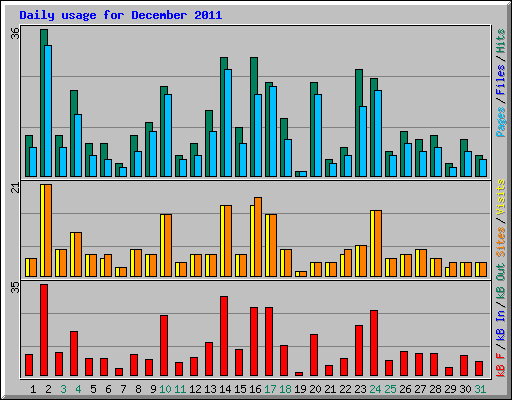 Daily usage for December 2011
36
Pages / Files / Hits
21
Sites / Visits
35
kB F / kB In / kB Out
1 2 3 4 5 6 7 8 9 10 11 12 13 14 15 16 17 18 19 20 21 22 23 24 25 26 27 28 29 30 31